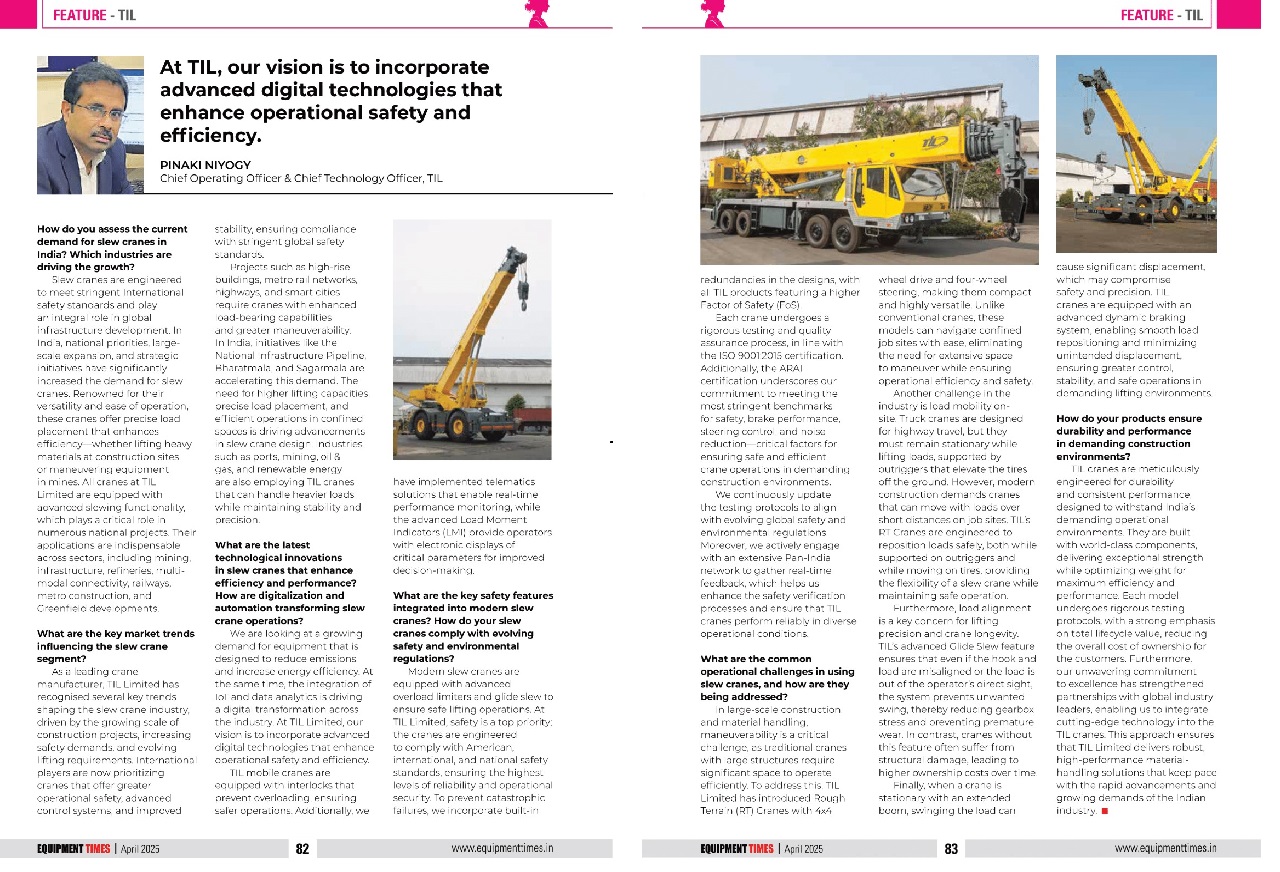 FEATURE - TIL
At TIL, our vision is to incorporate
advanced digital technologies that
enhance operational safety and
efficiency.
PINAKI NIYOGY
Chief Operating Officer & Chief Technology Officer, TIL
How do you assess the current
demand for slew cranes in
India? Which industries are
driving the growth?
Slew cranes are engineered
to meet stringent International
safety standards and play
an integral role in global
infrastructure development. In
India, national priorities, large-
scale expansion, and strategic
initiatives have significantly
increased the demand for slew
cranes. Renowned for their
versatility and ease of operation,
these cranes offer precise load
placement that enhances
efficiency—whether lifting heavy
materials at construction sites
or maneuvering equipment
in mines. All cranes at TIL
Limited are equipped with
advanced slewing functionality,
which plays a critical role in
numerous national projects. Their
applications are indispensable
across sectors, including mining,
infrastructure, refineries, multi-
modal connectivity, railways,
metro construction, and
Greenfield developments.
What are the key market trends
influencing the slew crane
segment?
As a leading crane
manufacturer, TIL Limited has
recognised several key trends
shaping the slew crane industry,
driven by the growing scale of
construction projects, increasing
safety demands, and evolving
lifting requirements. International
players are now prioritizing
cranes that offer greater
operational safety, advanced
control systems, and improved
stability, ensuring compliance
with stringent global safety
standards.
Projects such as high-rise
buildings, metro rail networks,
highways, and smart cities
require cranes with enhanced
load-bearing capabilities
and greater maneuverability.
In India, initiatives like the
National Infrastructure Pipeline,
Bharatmala, and Sagarmala are
accelerating this demand. The
need for higher lifting capacities,
precise load placement, and
efficient operations in confined
spaces is driving advancements
in slew crane design. Industries
such as ports, mining, oil &
gas, and renewable energy
are also employing TIL cranes
that can handle heavier loads
while maintaining stability and
precision.
What are the latest
technological innovations
in slew cranes that enhance
efficiency and performance?
How are digitalization and
automation transforming slew
crane operations?
We are looking at a growing
demand for equipment that is
designed to reduce emissions
and increase energy efficiency. At
the same time, the integration of
IoT and data analytics is driving
a digital transformation across
the industry. At TIL Limited, our
vision is to incorporate advanced
digital technologies that enhance
operational safety and efficiency.
TIL mobile cranes are
equipped with interlocks that
prevent overloading, ensuring
safer operations. Additionally, we
have implemented telematics
solutions that enable real-time
performance monitoring, while
the advanced Load Moment
Indicators (LMI) provide operators
with electronic displays of
critical parameters for improved
decision-making.
What are the key safety features
integrated into modern slew
cranes? How do your slew
cranes comply with evolving
safety and environmental
regulations?
Modern slew cranes are
equipped with advanced
overload limiters and glide slew to
ensure safe lifting operations. At
TIL Limited, safety is a top priority;
the cranes are engineered
to comply with American,
international, and national safety
standards, ensuring the highest
levels of reliability and operational
security. To prevent catastrophic
failures, we incorporate built-in
EQUIPMENT TIMES | April 2025
82
www.equipmenttimes.in
FEATURE - TIL
TIL
redundancies in the designs, with
all TIL products featuring a higher
Factor of Safety (FoS).
Each crane undergoes a
rigorous testing and quality
assurance process, in line with
the ISO 9001:2015 certification.
Additionally, the ARAI
certification underscores our
commitment to meeting the
most stringent benchmarks
for safety, brake performance,
steering control, and noise
reduction—critical factors for
ensuring safe and efficient
crane operations in demanding
construction environments.
We continuously update
the testing protocols to align
with evolving global safety and
environmental regulations.
Moreover, we actively engage
with an extensive Pan-India
network to gather real-time
feedback, which helps us
enhance the safety verification
processes and ensure that TIL
cranes perform reliably in diverse
operational conditions.
What are the common
operational challenges in using
slew cranes, and how are they
being addressed?
In large-scale construction
and material handling,
maneuverability is a critical
challenge, as traditional cranes
with large structures require
significant space to operate
efficiently. To address this, TIL
Limited has introduced Rough
Terrain (RT) Cranes with 4x4
wheel drive and four-wheel
steering, making them compact
and highly versatile. Unlike
conventional cranes, these
models can navigate confined
job sites with ease, eliminating
the need for extensive space
to maneuver while ensuring
operational efficiency and safety.
Another challenge in the
industry is load mobility on-
site. Truck cranes are designed
for highway travel, but they
must remain stationary while
lifting loads, supported by
outriggers that elevate the tires
off the ground. However, modern
construction demands cranes
that can move with loads over
short distances on job sites. TIL's
RT Cranes are engineered to
reposition loads safely, both while
supported on outriggers and
while moving on tires, providing
the flexibility of a slew crane while
maintaining safe operation.
Furthermore, load alignment
is a key concern for lifting
precision and crane longevity.
TIL's advanced Glide Slew feature
ensures that even if the hook and
load are misaligned or the load is
out of the operator's direct sight,
the system prevents unwanted
swing, thereby reducing gearbox
stress and preventing premature
wear. In contrast, cranes without
this feature often suffer from
structural damage, leading to
higher ownership costs over time.
Finally, when a crane is
stationary with an extended
boom, swinging the load can
cause significant displacement,
which may compromise
safety and precision. TIL
cranes are equipped with an
advanced dynamic braking
system, enabling smooth load
repositioning and minimizing
unintended displacement,
ensuring greater control,
stability, and safe operations in
demanding lifting environments.
How do your products ensure
durability and performance
in demanding construction
environments?
TIL cranes are meticulously
engineered for durability
and consistent performance,
designed to withstand India's
demanding operational
environments. They are built
with world-class components,
delivering exceptional strength
while optimizing weight for
maximum efficiency and
performance. Each model
undergoes rigorous testing
protocols, with a strong emphasis
on total lifecycle value, reducing
the overall cost of ownership for
the customers. Furthermore,
our unwavering commitment
to excellence has strengthened
partnerships with global industry
leaders, enabling us to integrate
cutting-edge technology into the
TIL cranes. This approach ensures
that TIL Limited delivers robust,
high-performance material-
handling solutions that keep pace
with the rapid advancements and
growing demands of the Indian
industry.
EQUIPMENT TIMES | April 2025
83
www.equipmenttimes.in